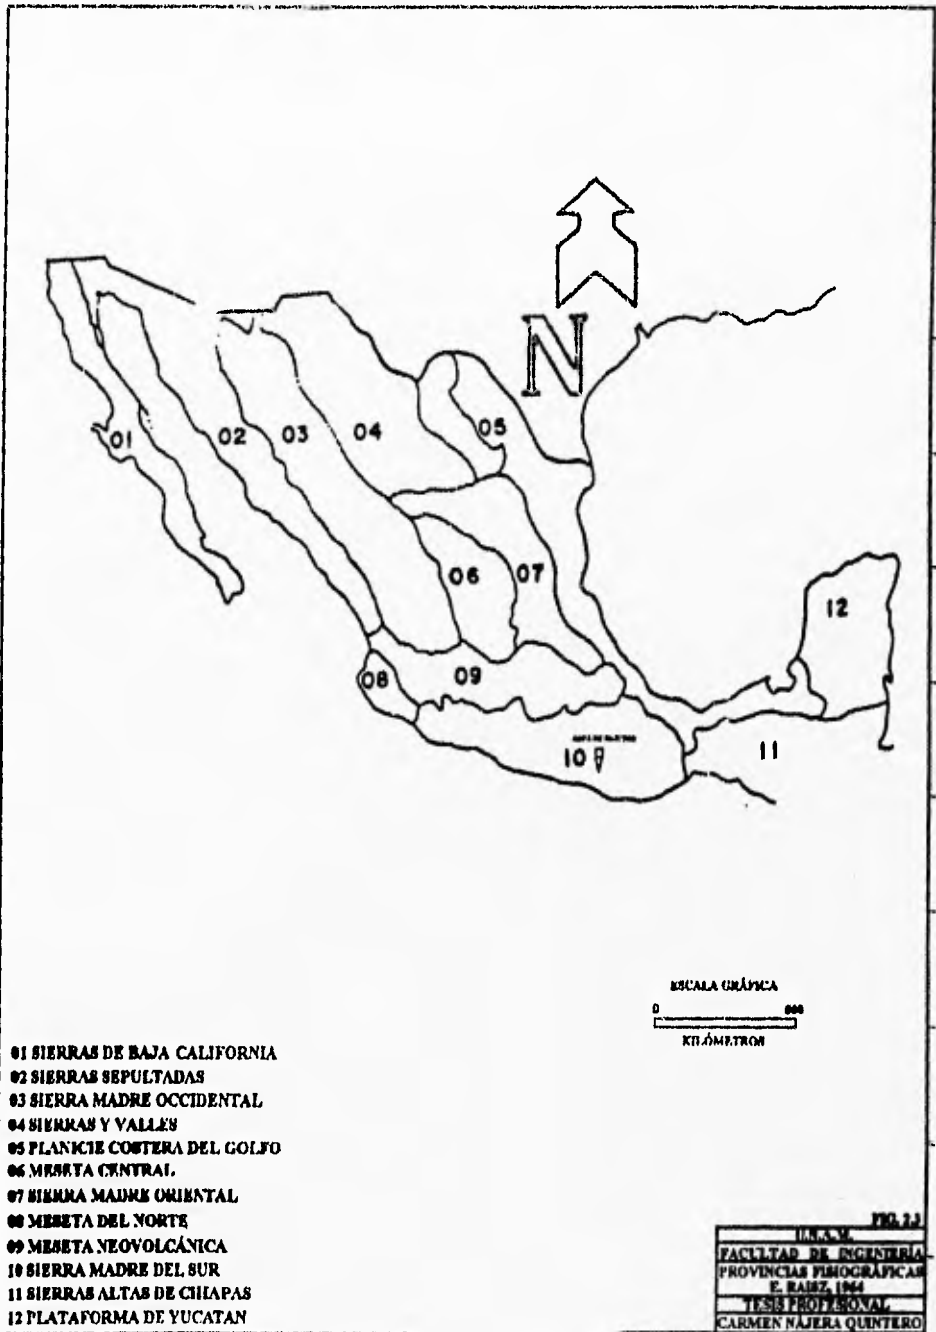 N
01
02
03
04
05
06
07
08
09
10
11
12
ESCALA GRÁFICA
0
KILÓMETROS
01 SIERRAS DE BAJA CALIFORNIA
02 SIERRAS SEPULTADAS
03 SIERRA MADRE OCCIDENTAL
04 SIERRAS Y VALLES
05 PLANICIE COSTERA DEL GOLFO
06 MESETA CENTRAL
07 SIERRA MADRE ORIENTAL
08 MESETA DEL NORTE
09 MESETA NEOVOLCÁNICA
10 SIERRA MADRE DEL SUR
11 SIERRAS ALTAS DE CHIAPAS
12 PLATAFORMA DE YUCATAN
FIG. 2.3
U.N.A.M.
FACULTAD DE INGENIERÍA
PROVINCIAS FISIOGRÁFICAS
E. RAISZ, 1964
TESIS PROFESIONAL
CARMEN NÁJERA QUINTERO